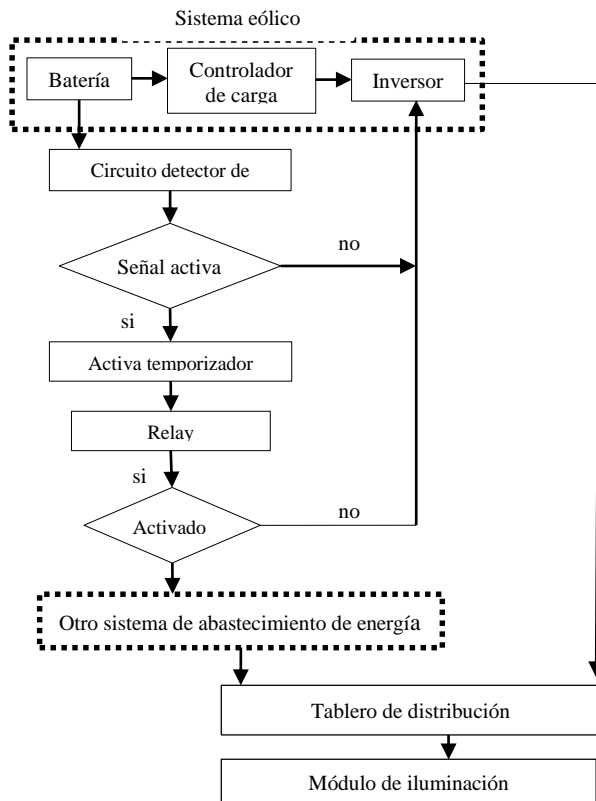 Sistema eólico
Batería
Controlador
de carga
Inversor
Circuito detector de
Señal activa
no
si
Activa temporizador
Relay
si
Activado
no
Otro sistema de abastecimiento de energía
Tablero de distribución
Módulo de iluminación